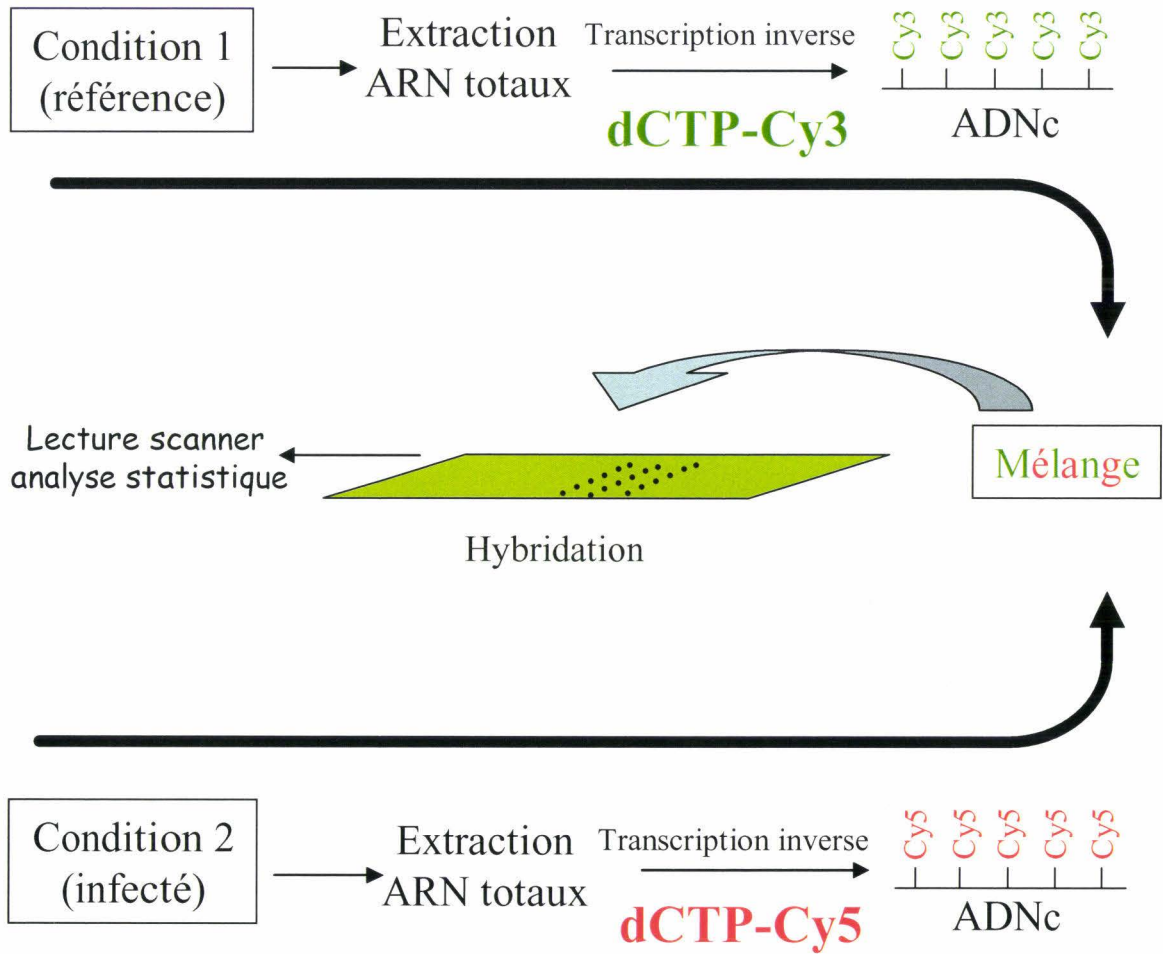 Condition 1
(référence)
Extraction
ARN totaux
Transcription inverse
dCTP-Cy3
Cy3 Cy3 Cy3 Cy3 Cy3
ADNc
Lecture scanner
analyse statistique
Hybridation
Mélange
Condition 2
(infecté)
Extraction
ARN totaux
Transcription inverse
dCTP-Cy5
Cy5 Cy5 Cy5 Cy5 Cy5
ADNc